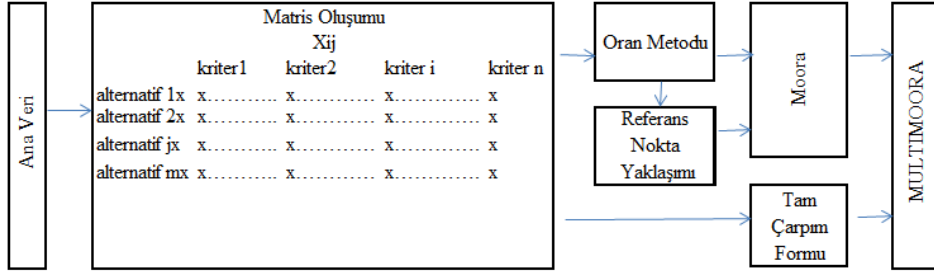 Ana Veri
Matris Oluşumu
Xij
kriter1 kriter2 kriter i kriter n
alternatif 1x x……….. x………… x………… x
alternatif 2x x……….. x………… x………… x
alternatif jx x……….. x………… x………… x
alternatif mx x……….. x………… x………… x
Oran Metodu
Referans
Nokta
Yaklaşımı
Moora
Tam
Çarpım
Formu
MULTIMOORA